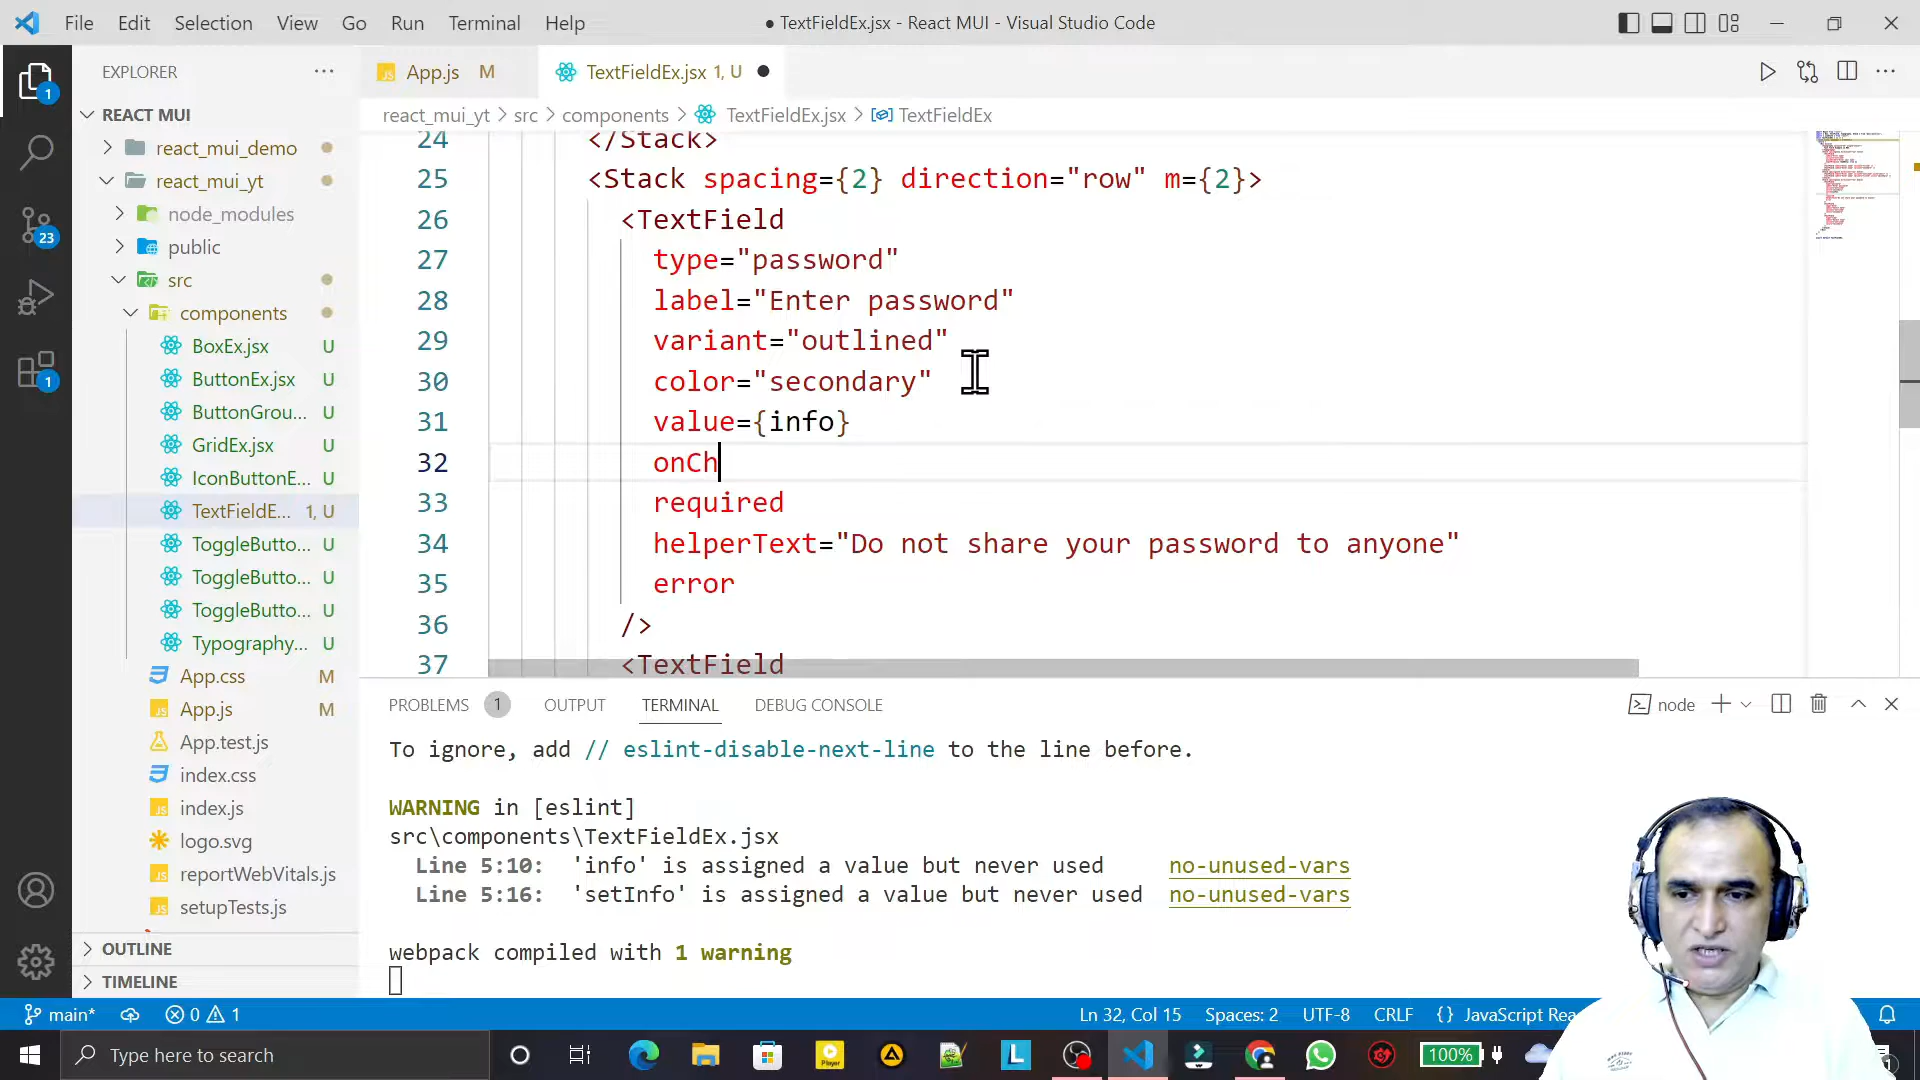 File Edit Selection View Go Run Terminal Help
● TextFieldEx.jsx - React MUI - Visual Studio Code
EXPLORER
REACT MUI
react_mui_demo
react_mui_yt
node_modules
public
src
components
BoxEx.jsx U
ButtonEx.jsx U
ButtonGrou... U
GridEx.jsx U
IconButtonE... U
TextFieldE... 1, U
ToggleButto... U
ToggleButto... U
ToggleButto... U
Typography... U
App.css M
App.js M
App.test.js
index.css
index.js
logo.svg
reportWebVitals.js
setupTests.js
OUTLINE
TIMELINE
1
23
1
App.js M
TextFieldEx.jsx 1, U
react_mui_yt > src > components > TextFieldEx.jsx > TextFieldEx
24 </Stack>
25 <Stack spacing={2} direction="row" m={2}>
26 <TextField
27 type="password"
28 label="Enter password"
29 variant="outlined"
30 color="secondary"
31 value={info}
32 onCh
33 required
34 helperText="Do not share your password to anyone"
35 error
36 />
37 <TextField
PROBLEMS 1 OUTPUT TERMINAL DEBUG CONSOLE
node
To ignore, add // eslint-disable-next-line to the line before.
WARNING in [eslint]
src\components\TextFieldEx.jsx
Line 5:10: 'info' is assigned a value but never used no-unused-vars
Line 5:16: 'setInfo' is assigned a value but never used no-unused-vars
webpack compiled with 1 warning
main* 0 1
Ln 32, Col 15 Spaces: 2 UTF-8 CRLF {} JavaScript Rea
Type here to search
Player
L
100%